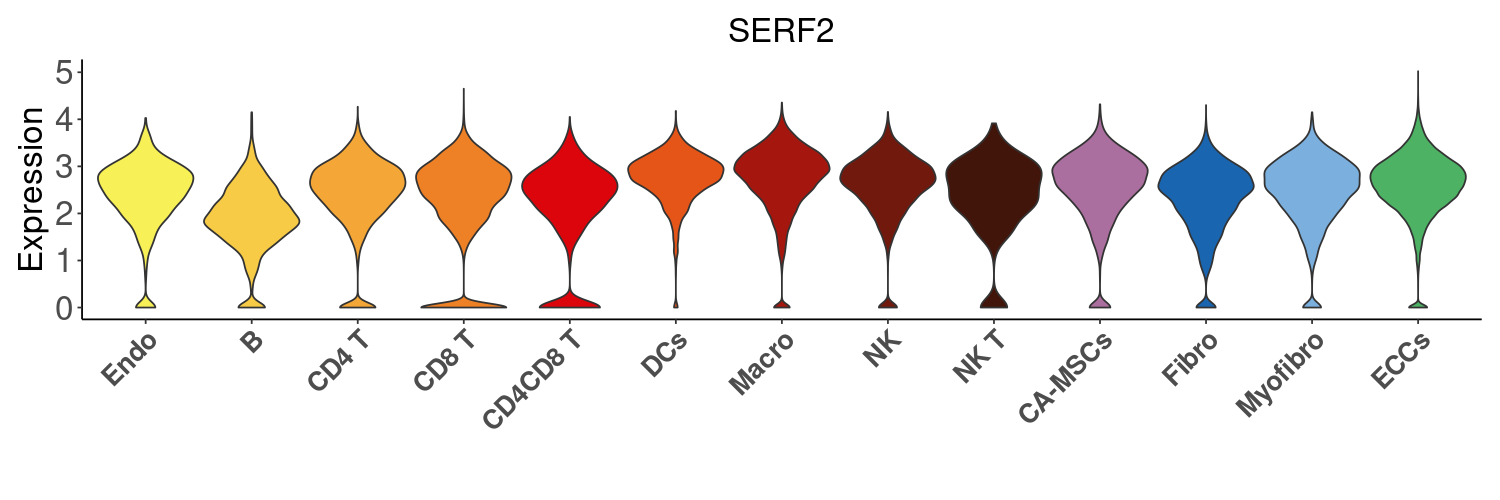 SERF2
Expression
5
4
3
2
1
0
Endo
B
CD4 T
CD8 T
CD4CD8 T
DCs
Macro
NK
NK T
CA-MSCs
Fibro
Myofibro
ECCs